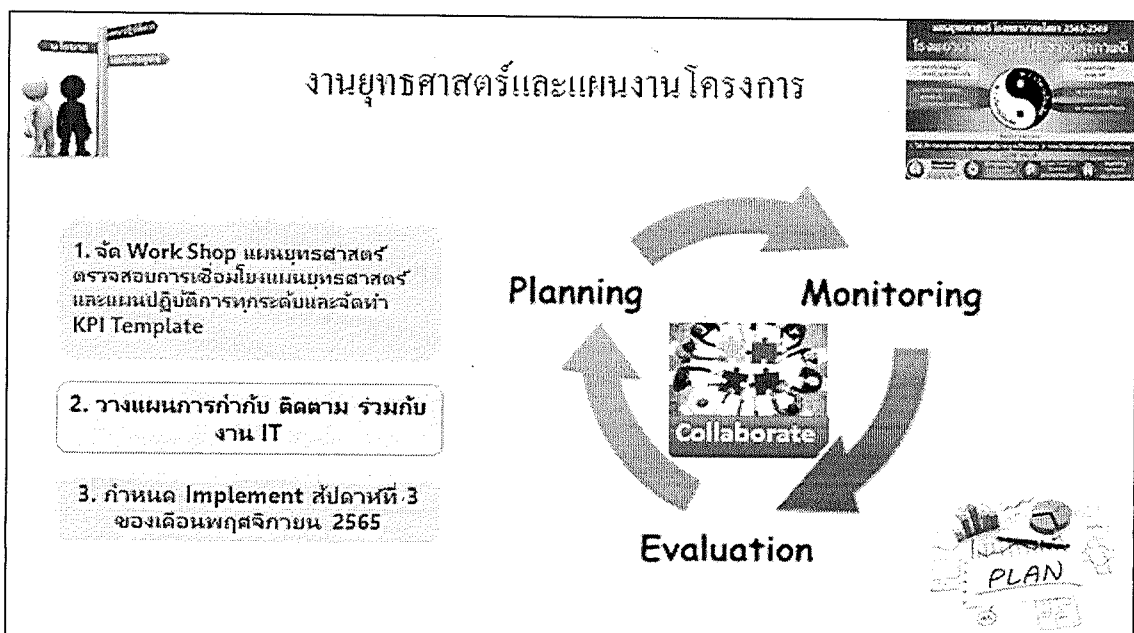 งานยุทธศาสตร์และแผนงานโครงการ
1. จัด Work Shop แผนยุทธศาสตร์
ตรวจสอบการเชื่อมโยงแผนยุทธศาสตร์
และแผนปฏิบัติการทุกระดับและจัดทำ
KPI Template
2. วางแผนการกำกับ ติดตาม ร่วมกับ
งาน IT
3. กำหนด Implement สัปดาห์ที่ 3
ของเดือนพฤศจิกายน 2565
Planning
Monitoring
Collaborate
Evaluation
PLAN